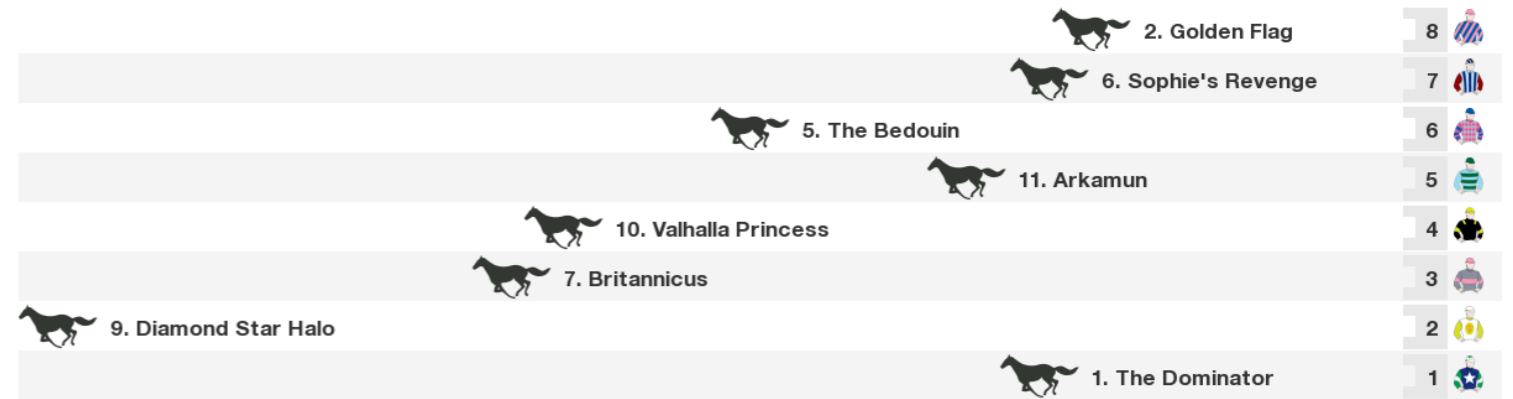 2. Golden Flag 8
6. Sophie's Revenge 7
5. The Bedouin 6
11. Arkamun 5
10. Valhalla Princess 4
7. Britannicus 3
9. Diamond Star Halo 2
1. The Dominator 1